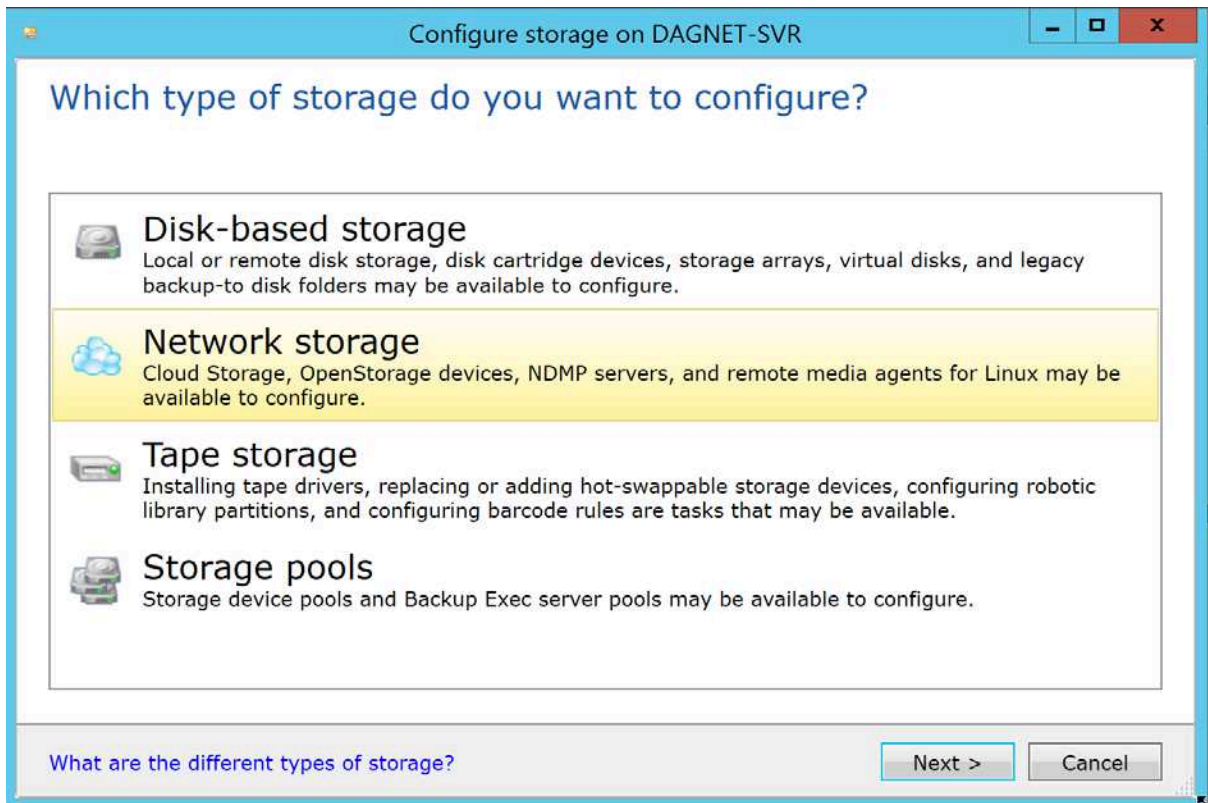 Configure storage on DAGNET-SVR
Which type of storage do you want to configure?
Disk-based storage
Local or remote disk storage, disk cartridge devices, storage arrays, virtual disks, and legacy
backup-to disk folders may be available to configure.
Network storage
Cloud Storage, OpenStorage devices, NDMP servers, and remote media agents for Linux may be
available to configure.
Tape storage
Installing tape drivers, replacing or adding hot-swappable storage devices, configuring robotic
library partitions, and configuring barcode rules are tasks that may be available.
Storage pools
Storage device pools and Backup Exec server pools may be available to configure.
What are the different types of storage?
Next >
Cancel